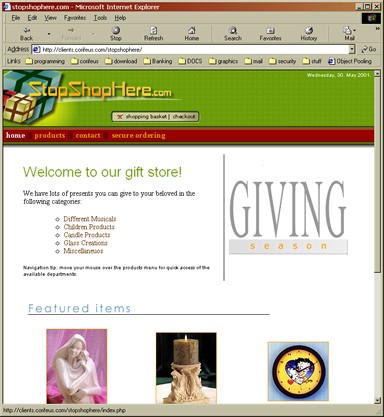 stopshophere.com - Microsoft Internet Explorer
File Edit View Favorites Tools Help
Back Forward Stop Refresh Home Search Favorites History Mail
Address http://clients.confeus.com/stopshophere/ Go
Links programming confeus download Banking DOCS graphics mail security stuff Object Pooling
Wednesday, 30. May 2001.
StopShopHere.com
shopping basket | checkout
home products contact secure ordering
Welcome to our gift store!
We have lots of presents you can give to your beloved in the
following categories:
Different Musicals
Children Products
Candle Products
Glass Creations
Miscellaneuos
Navigation tip: move your mouse over the products menu for quick access of the
available departments.
GIVING
season
Featured items
http://clients.confeus.com/stopshophere/index.php